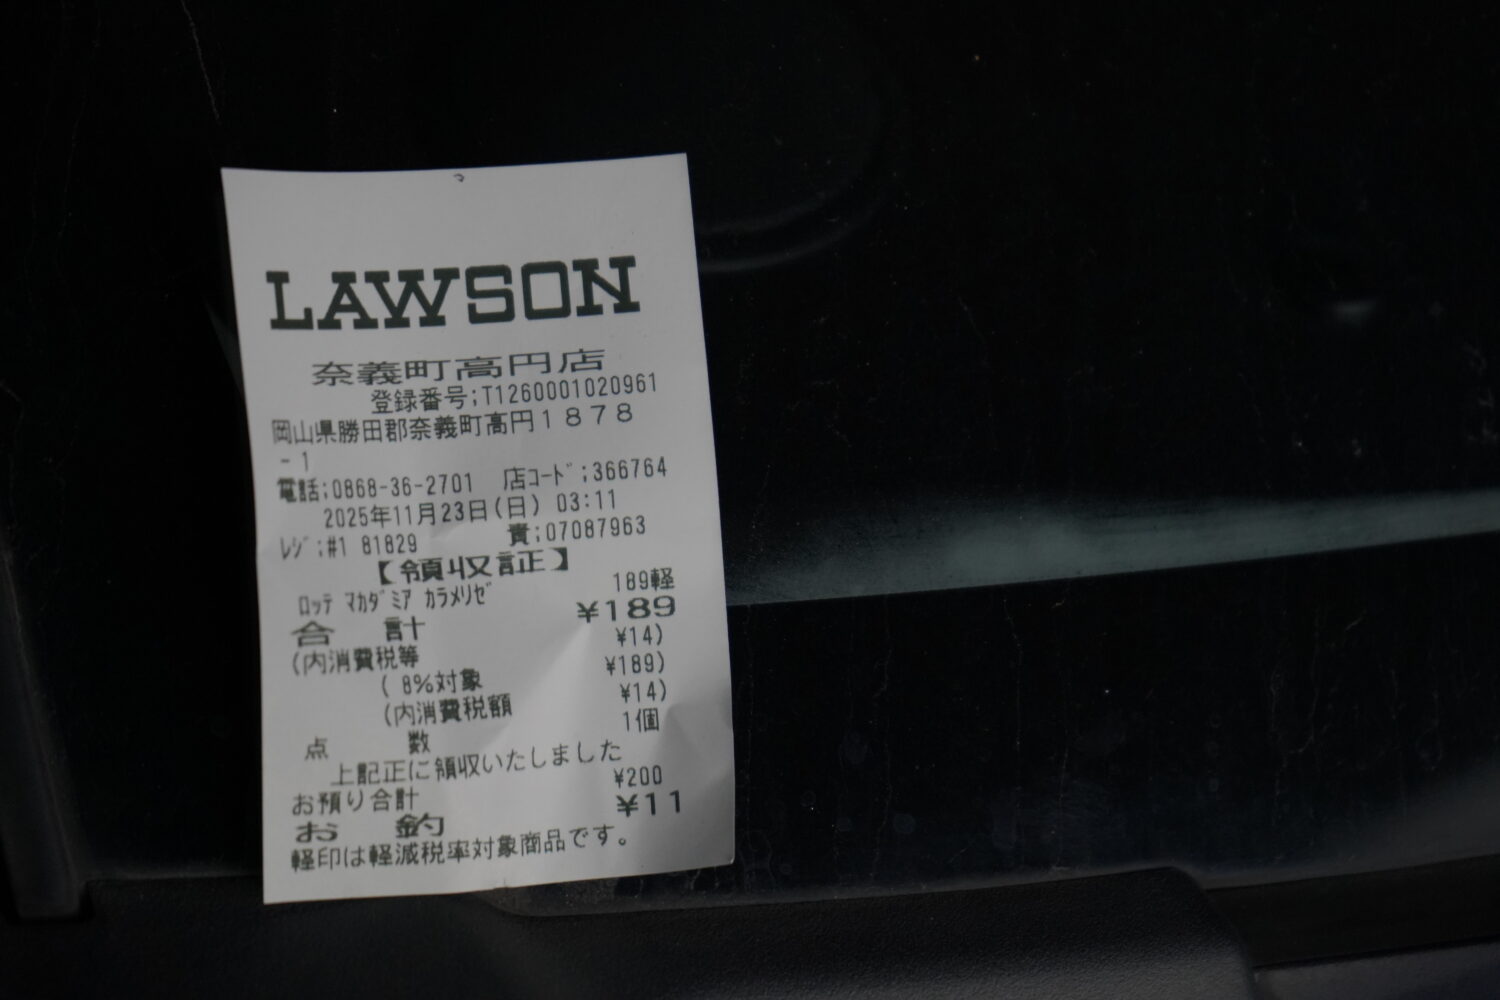 LAWSON
奈義町高円店
登録番号;T1260001020961
岡山県勝田郡奈義町高円1878
-1
電話;0868-36-2701 店コード;366764
2025年11月23日(日) 03:11
レジ;#1 81829 責;07087963
【領収証】
ロッテ マカダミア カラメリゼ 189軽
合計 ¥189
(内消費税等 ¥14)
( 8%対象 ¥189)
(内消費税額 ¥14)
点数 1個
上記正に領収いたしました
お預り合計 ¥200
お釣 ¥11
軽印は軽減税率対象商品です。